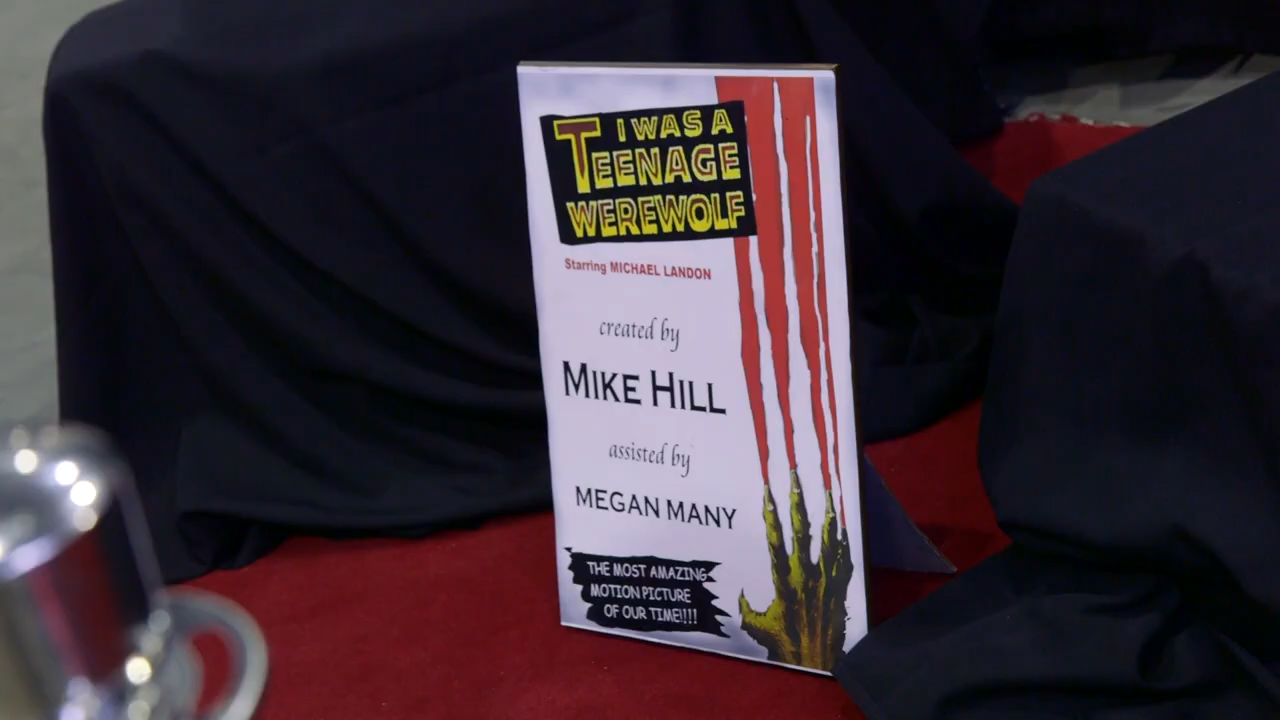 I WAS A
TEENAGE
WEREWOLF
Starring MICHAEL LANDON
created by
MIKE HILL
assisted by
MEGAN MANY
THE MOST AMAZING
MOTION PICTURE
OF OUR TIME!!!!